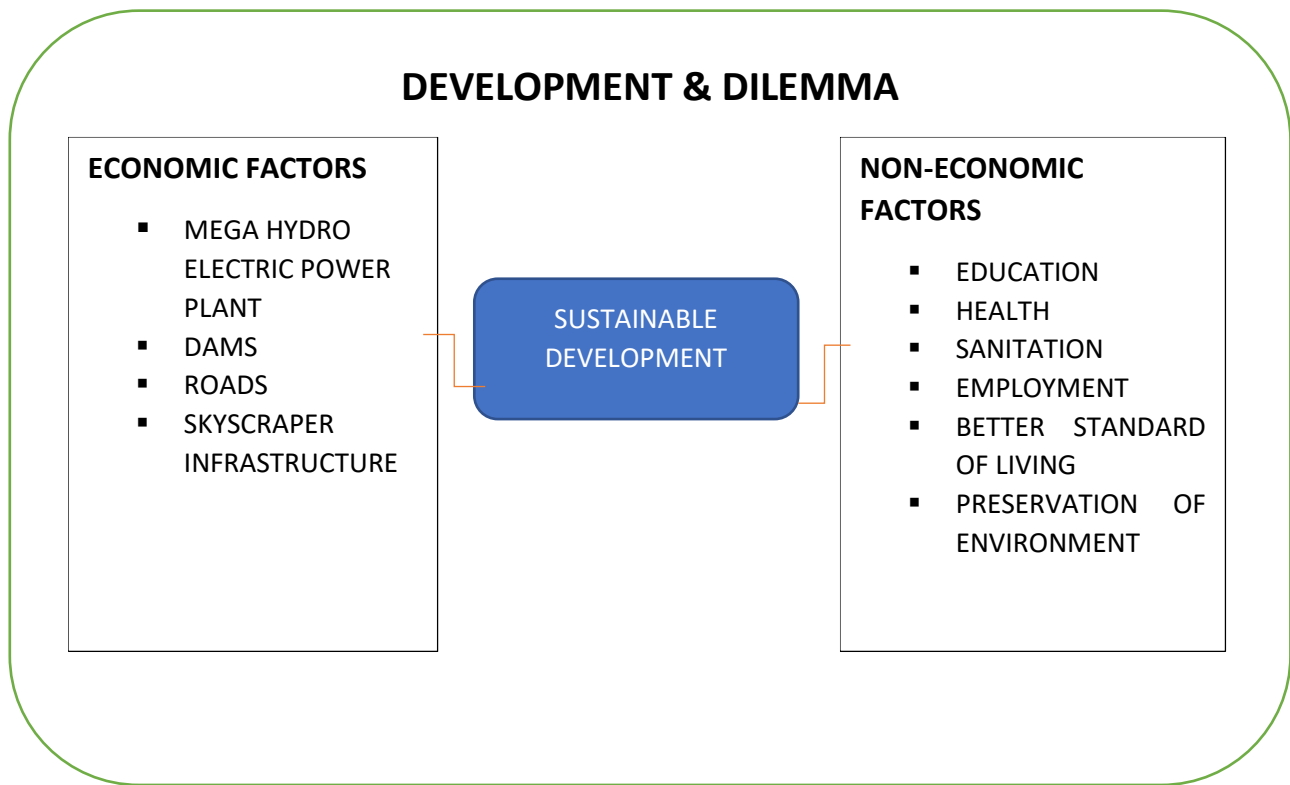 DEVELOPMENT & DILEMMA
ECONOMIC FACTORS
▪ MEGA HYDRO
ELECTRIC POWER
PLANT
▪ DAMS
▪ ROADS
▪ SKYSCRAPER
INFRASTRUCTURE
SUSTAINABLE
DEVELOPMENT
NON-ECONOMIC
FACTORS
▪ EDUCATION
▪ HEALTH
▪ SANITATION
▪ EMPLOYMENT
▪ BETTER STANDARD
OF LIVING
▪ PRESERVATION OF
ENVIRONMENT